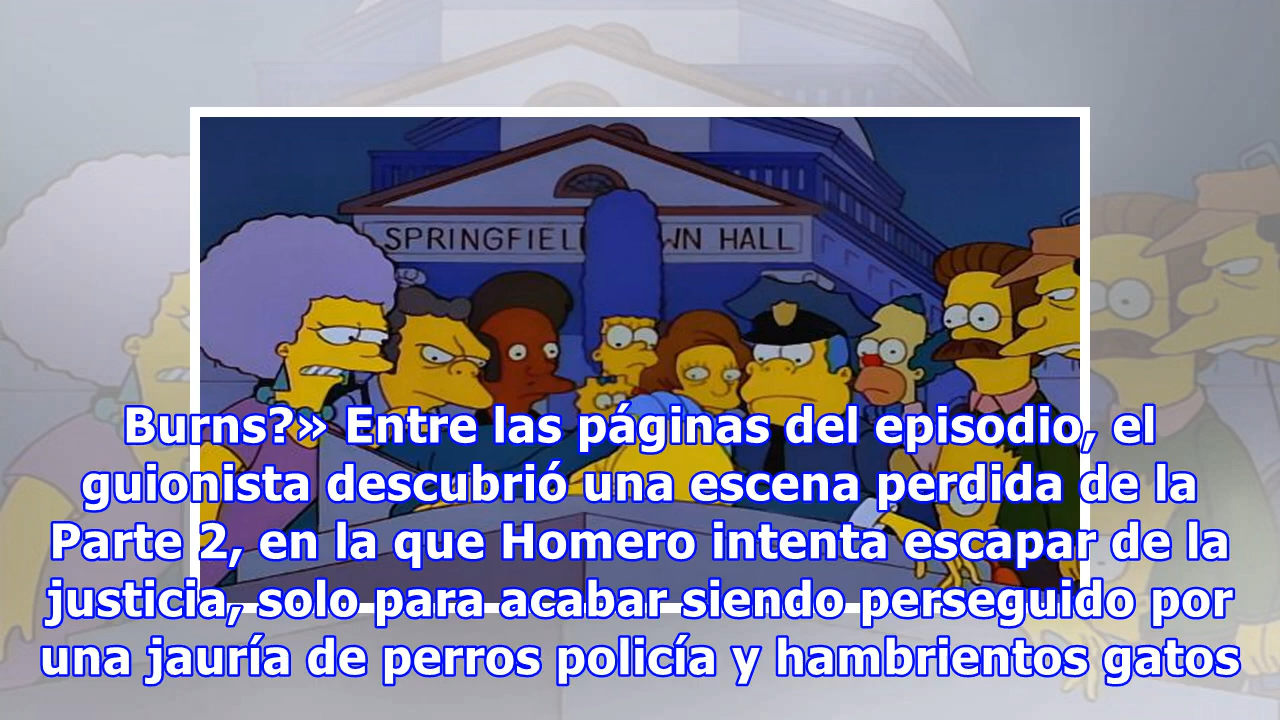 SPRINGFIEL WN HALL
Burns?» Entre las páginas del episodio, el
guionista descubrió una escena perdida de la
Parte 2, en la que Homero intenta escapar de la
justicia, solo para acabar siendo perseguido por
una jauría de perros policía y hambrientos gatos